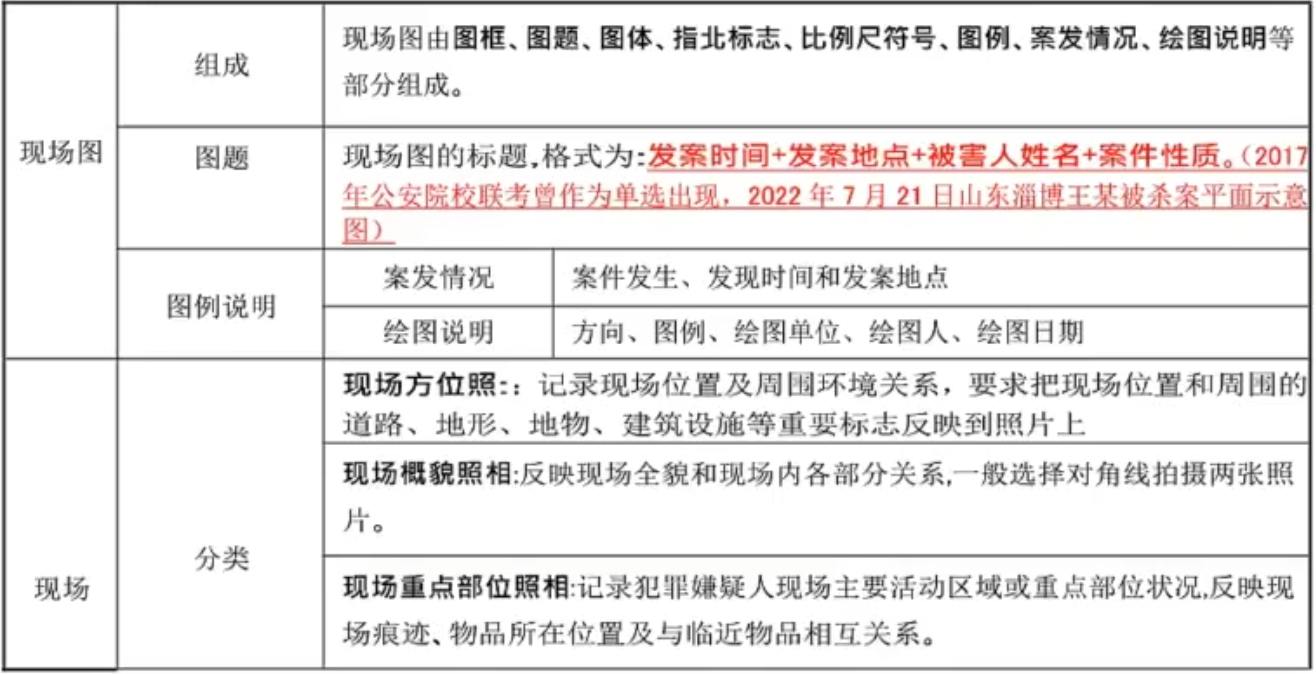 现场图
组成
现场图由图框、图题、图体、指北标志、比例尺符号、图例、案发情况、绘图说明等
部分组成。
图题
现场图的标题,格式为:发案时间+发案地点+被害人姓名+案件性质。(2017
年公安院校联考曾作为单选出现，2022 年 7 月 21 日山东淄博王某被杀案平面示意
图）
图例说明
案发情况
案件发生、发现时间和发案地点
绘图说明
方向、图例、绘图单位、绘图人、绘图日期
现场
分类
现场方位照:：记录现场位置及周围环境关系，要求把现场位置和周围的
道路、地形、地物、建筑设施等重要标志反映到照片上
现场概貌照相:反映现场全貌和现场内各部分关系,一般选择对角线拍摄两张照
片。
现场重点部位照相:记录犯罪嫌疑人现场主要活动区域或重点部位状况,反映现
场痕迹、物品所在位置及与临近物品相互关系。